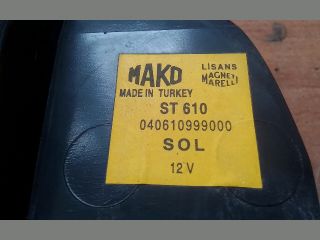 MAKO
LISANS
MAGNETI
MARELLI
MADE IN TURKEY
ST 610
040610999000
SOL
12 V